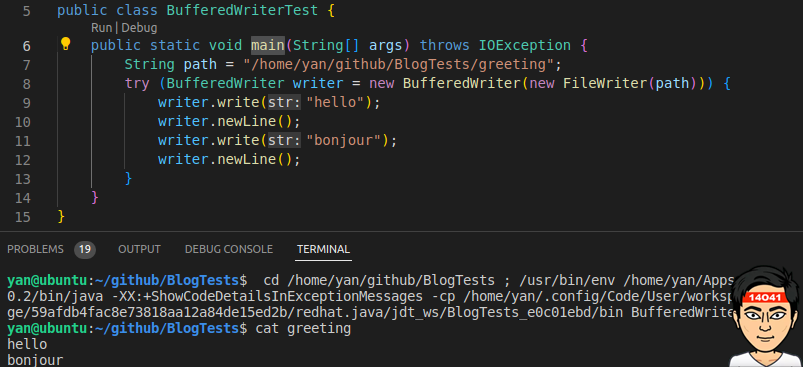 5 public class BufferedWriterTest {
Run | Debug
6 public static void main(String[] args) throws IOException {
7 String path = "/home/yan/github/BlogTests/greeting";
8 try (BufferedWriter writer = new BufferedWriter(new FileWriter(path))) {
9 writer.write(str:"hello");
10 writer.newLine();
11 writer.write(str:"bonjour");
12 writer.newLine();
13 }
14 }
15 }
PROBLEMS 19 OUTPUT DEBUG CONSOLE TERMINAL
yan@ubuntu:~/github/BlogTests$ cd /home/yan/github/BlogTests ; /usr/bin/env /home/yan/Apps
0.2/bin/java -XX:+ShowCodeDetailsInExceptionMessages -cp /home/yan/.config/Code/User/worksp
ge/59afdb4fac8e73818aa12a84de15ed2b/redhat.java/jdt_ws/BlogTests_e0c01ebd/bin BufferedWrite
yan@ubuntu:~/github/BlogTests$ cat greeting
hello
bonjour
14041